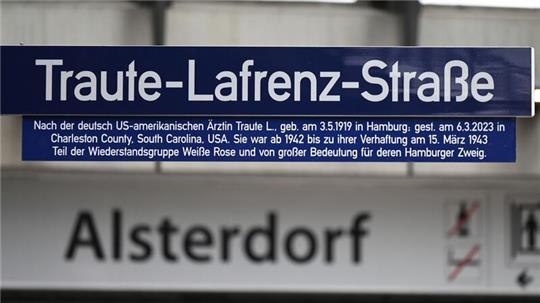 Traute-Lafrenz-Straße
Nach der deutsch US-amerikanischen Ärztin Traute L., geb. am 3.5.1919 in Hamburg; gest. am 6.3.2023 in
Charleston County, South Carolina, USA. Sie war ab 1942 bis zu ihrer Verhaftung am 15. März 1943
Teil der Wiederstandsgruppe Weiße Rose und von großer Bedeutung für deren Hamburger Zweig.
Alsterdorf